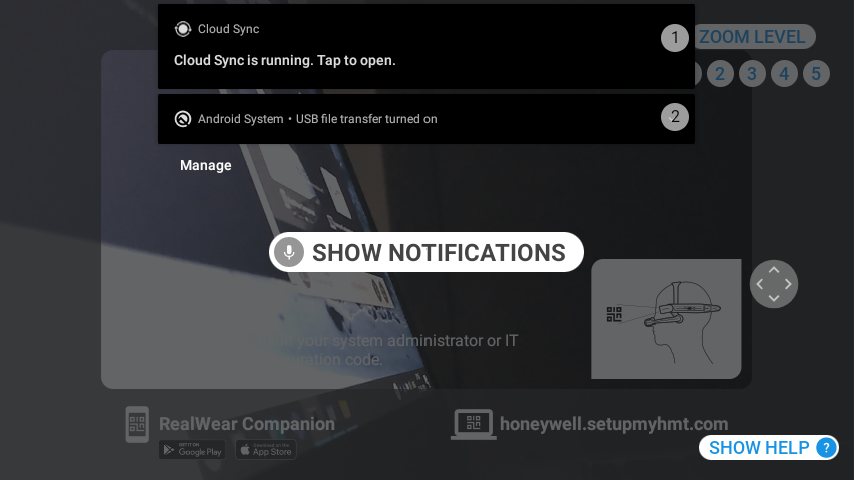 Cloud Sync
1
ZOOM LEVEL
Cloud Sync is running. Tap to open.
2 3 4 5
Android System • USB file transfer turned on
2
Manage
SHOW NOTIFICATIONS
your system administrator or IT
uration code.
RealWear Companion
GET IT ON
Google Play
Download on the
App Store
honeywell.setupmyhmt.com
SHOW HELP ?